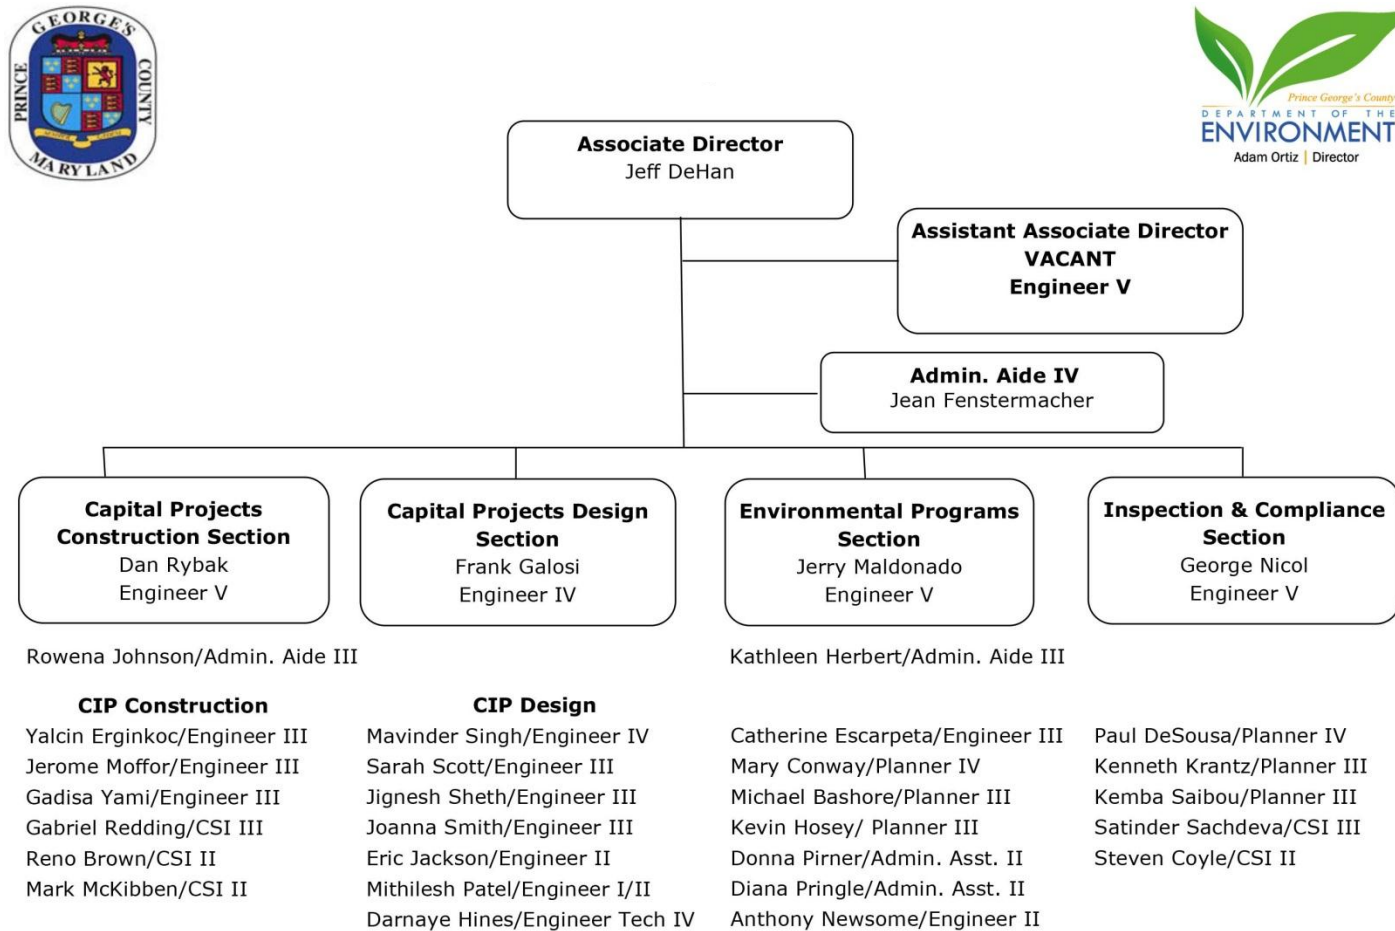 PRINCE GEORGE'S COUNTY MARYLAND
Prince George's County
DEPARTMENT OF THE
ENVIRONMENT
Adam Ortiz | Director
Associate Director
Jeff DeHan
Assistant Associate Director
VACANT
Engineer V
Admin. Aide IV
Jean Fenstermacher
Capital Projects
Construction Section
Dan Rybak
Engineer V
Capital Projects Design
Section
Frank Galosi
Engineer IV
Environmental Programs
Section
Jerry Maldonado
Engineer V
Inspection & Compliance
Section
George Nicol
Engineer V
Rowena Johnson/Admin. Aide III
CIP Construction
Yalcin Erginkoc/Engineer III
Jerome Moffor/Engineer III
Gadisa Yami/Engineer III
Gabriel Redding/CSI III
Reno Brown/CSI II
Mark McKibben/CSI II
CIP Design
Mavinder Singh/Engineer IV
Sarah Scott/Engineer III
Jignesh Sheth/Engineer III
Joanna Smith/Engineer III
Eric Jackson/Engineer II
Mithilesh Patel/Engineer I/II
Darnaye Hines/Engineer Tech IV
Kathleen Herbert/Admin. Aide III
Catherine Escarpeta/Engineer III
Mary Conway/Planner IV
Michael Bashore/Planner III
Kevin Hosey/ Planner III
Donna Pirner/Admin. Asst. II
Diana Pringle/Admin. Asst. II
Anthony Newsome/Engineer II
Paul DeSousa/Planner IV
Kenneth Krantz/Planner III
Kemba Saibou/Planner III
Satinder Sachdeva/CSI III
Steven Coyle/CSI II